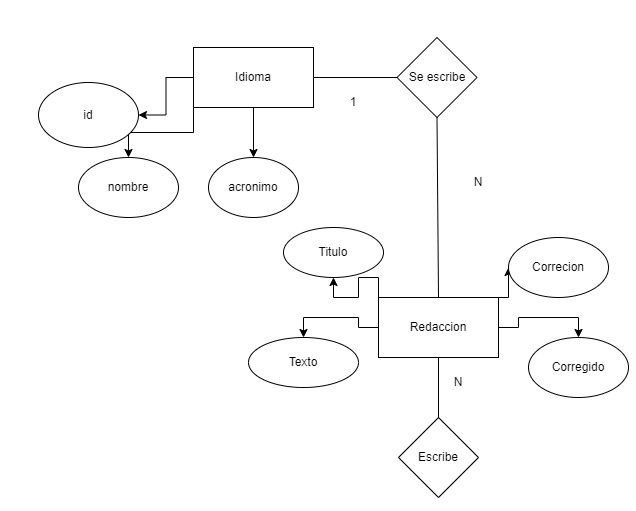 Idioma
Se escribe
id
1
nombre
acronimo
N
Titulo
Correcion
Redaccion
Texto
Corregido
N
Escribe